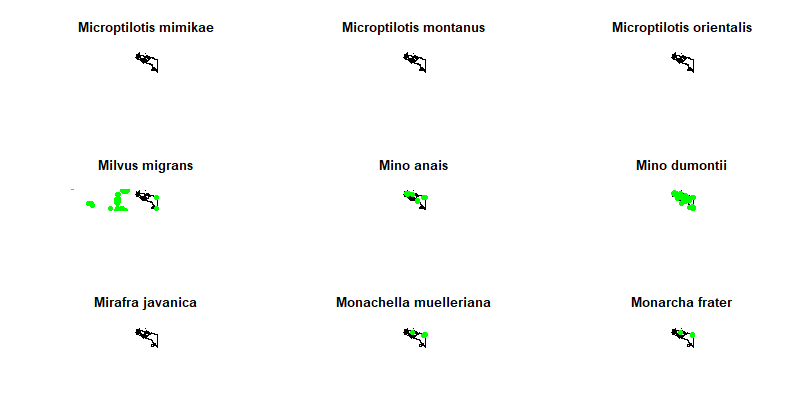 Microptilotis mimikae
Microptilotis montanus
Microptilotis orientalis
Milvus migrans
Mino anais
Mino dumontii
Mirafra javanica
Monachella muelleriana
Monarcha frater